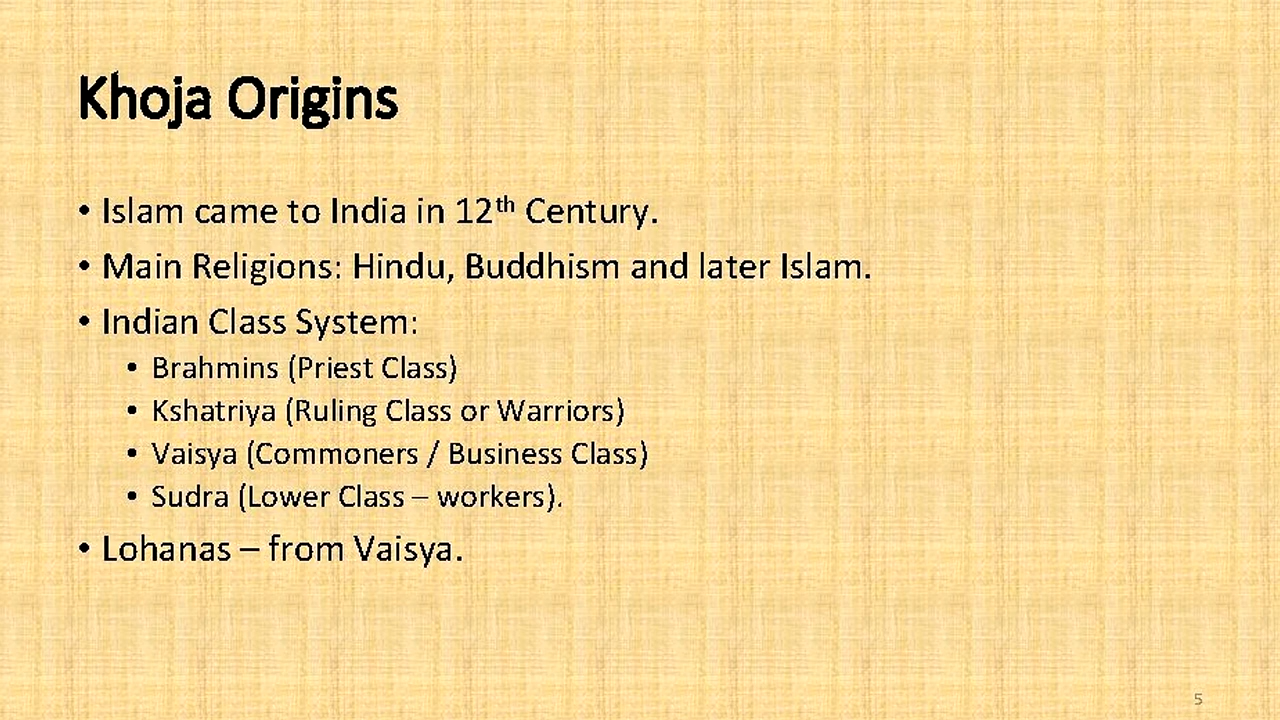 Khoja Origins
• Islam came to India in 12th Century.
• Main Religions: Hindu, Buddhism and later Islam.
• Indian Class System:
• Brahmins (Priest Class)
• Kshatriya (Ruling Class or Warriors)
• Vaisya (Commoners / Business Class)
• Sudra (Lower Class – workers).
• Lohanas – from Vaisya.
5